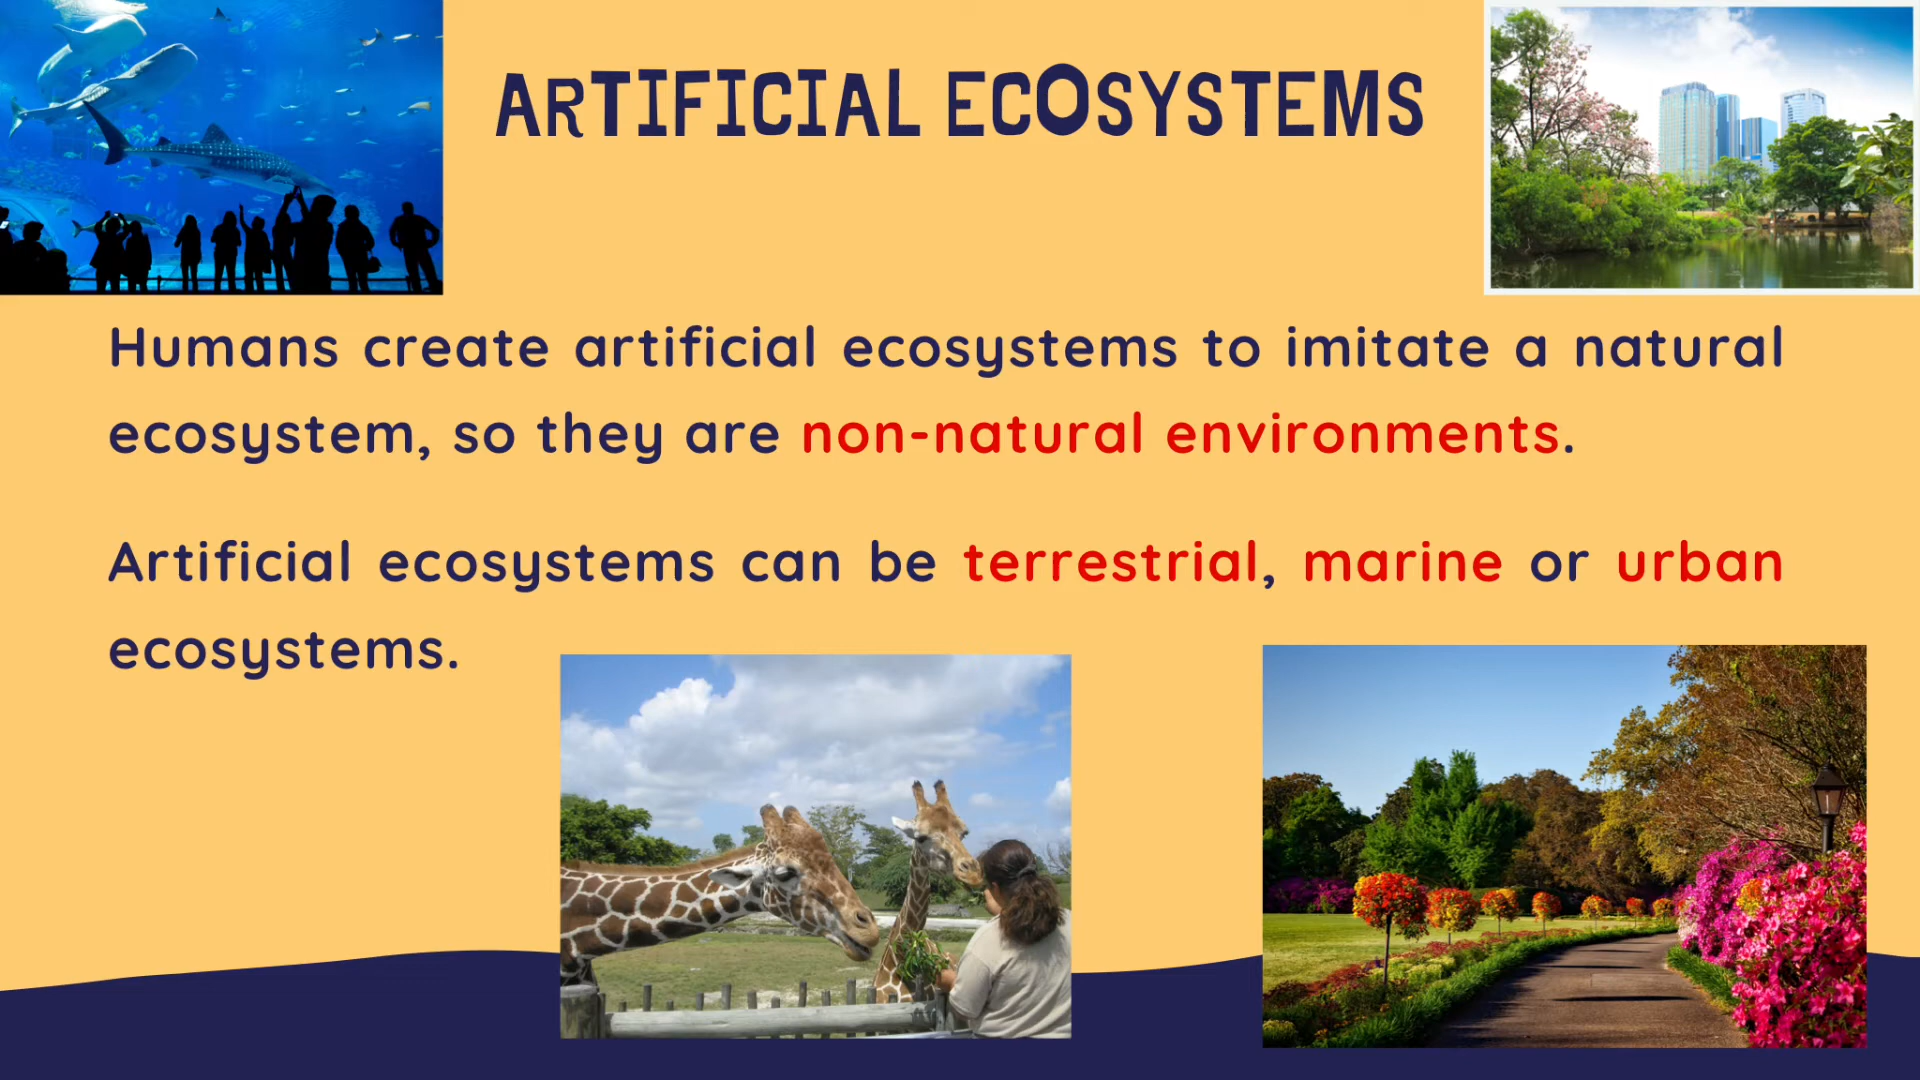 ARTIFICIAL ECOSYSTEMS
Humans create artificial ecosystems to imitate a natural
ecosystem, so they are non-natural environments.
Artificial ecosystems can be terrestrial, marine or urban
ecosystems.